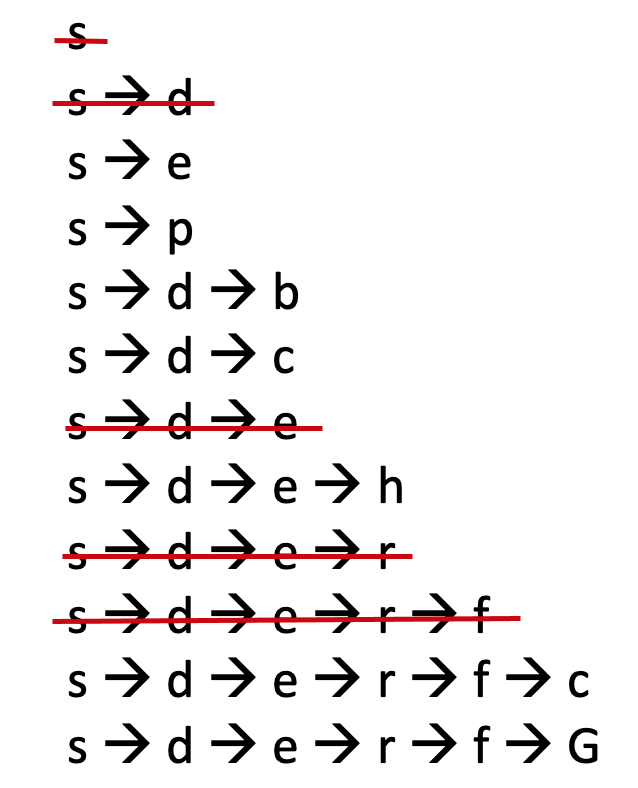 s
s → d
s → e
s → p
s → d → b
s → d → c
s → d → e
s → d → e → h
s → d → e → r
s → d → e → r → f
s → d → e → r → f → c
s → d → e → r → f → G